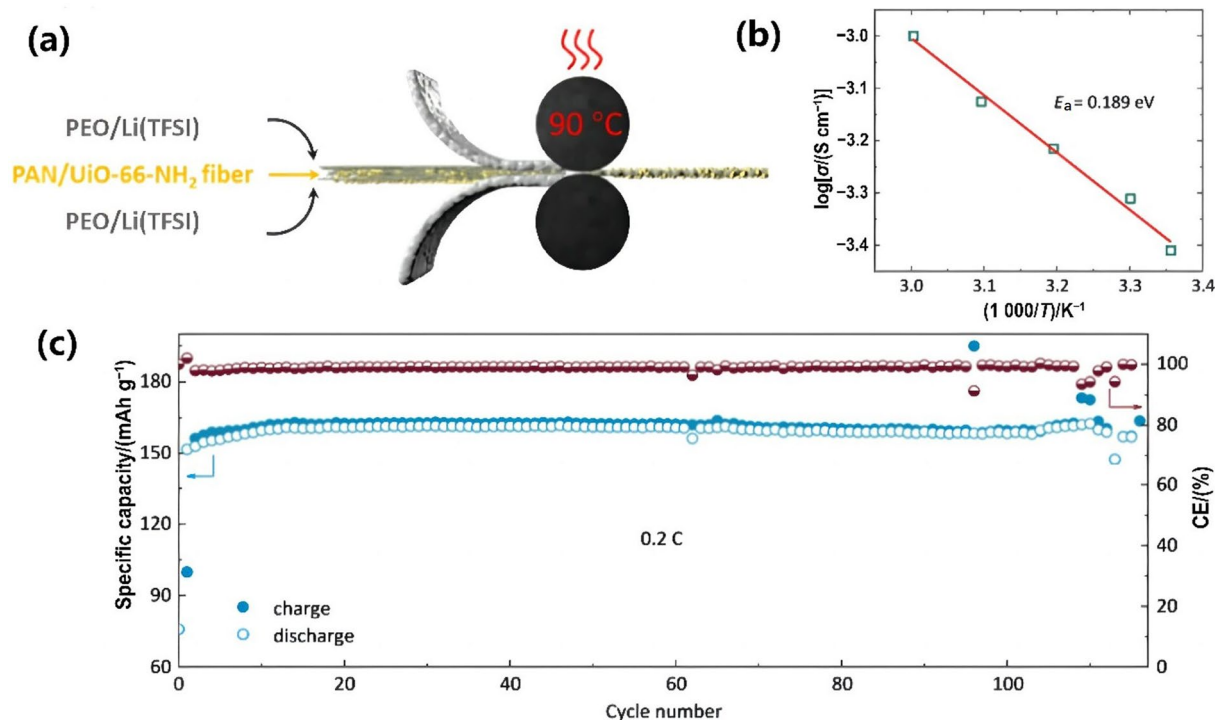 (a)
PEO/Li(TFSI)
PAN/UiO-66-NH₂ fiber
PEO/Li(TFSI)
90 °C
(b)
log[σ/(S cm⁻¹)]
−3.0
−3.1
−3.2
−3.3
−3.4
Eₐ = 0.189 eV
3.0 3.1 3.2 3.3 3.4
(1 000/T)/K⁻¹
(c)
Specific capacity/(mAh g⁻¹)
180
150
120
90
60
0.2 C
charge
discharge
100
80
60
40
20
0
CE/(%)
0 20 40 60 80 100
Cycle number